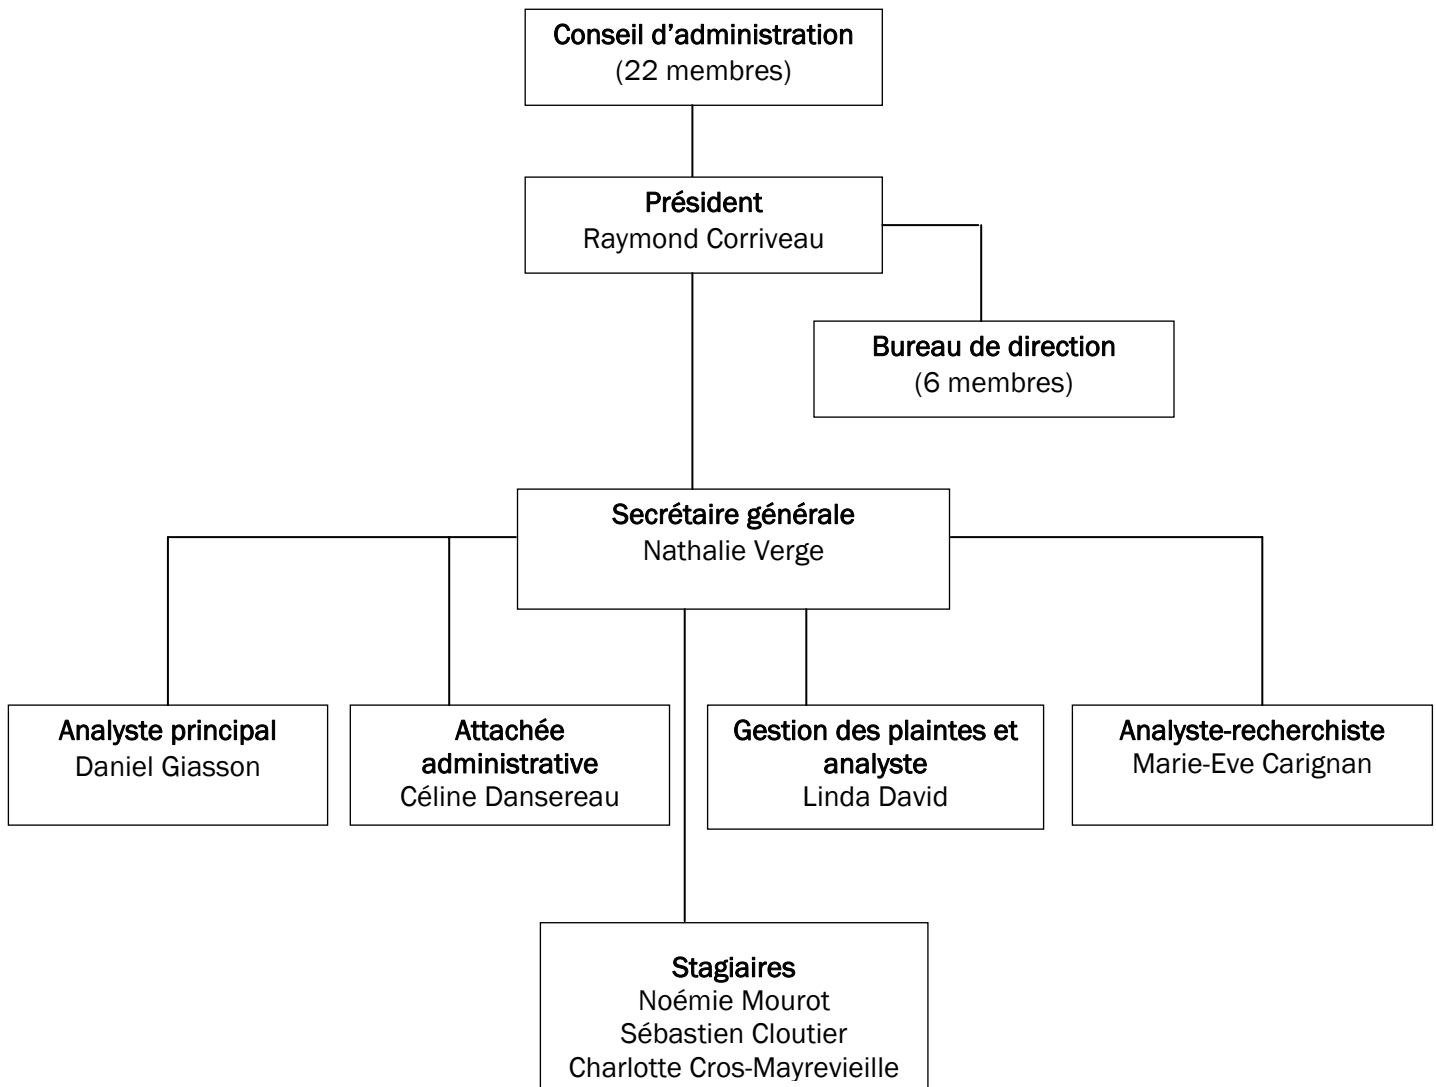 Conseil d’administration
(22 membres)
Président
Raymond Corriveau
Bureau de direction
(6 membres)
Secrétaire générale
Nathalie Verge
Analyste principal
Daniel Giasson
Attachée
administrative
Céline Dansereau
Gestion des plaintes et
analyste
Linda David
Analyste-recherchiste
Marie-Eve Carignan
Stagiaires
Noémie Mourot
Sébastien Cloutier
Charlotte Cros-Mayrevieille